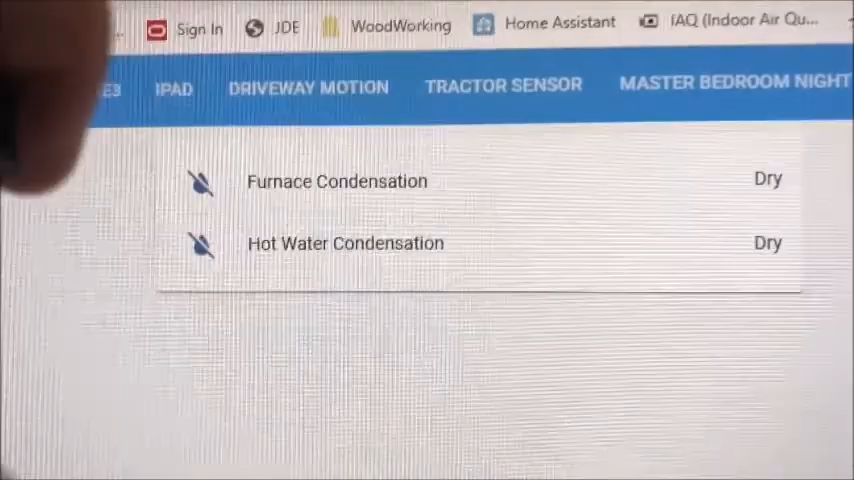 Sign In JDE WoodWorking Home Assistant IAQ (Indoor Air Qu...
E3 IPAD DRIVEWAY MOTION TRACTOR SENSOR MASTER BEDROOM NIGHT
Furnace Condensation Dry
Hot Water Condensation Dry